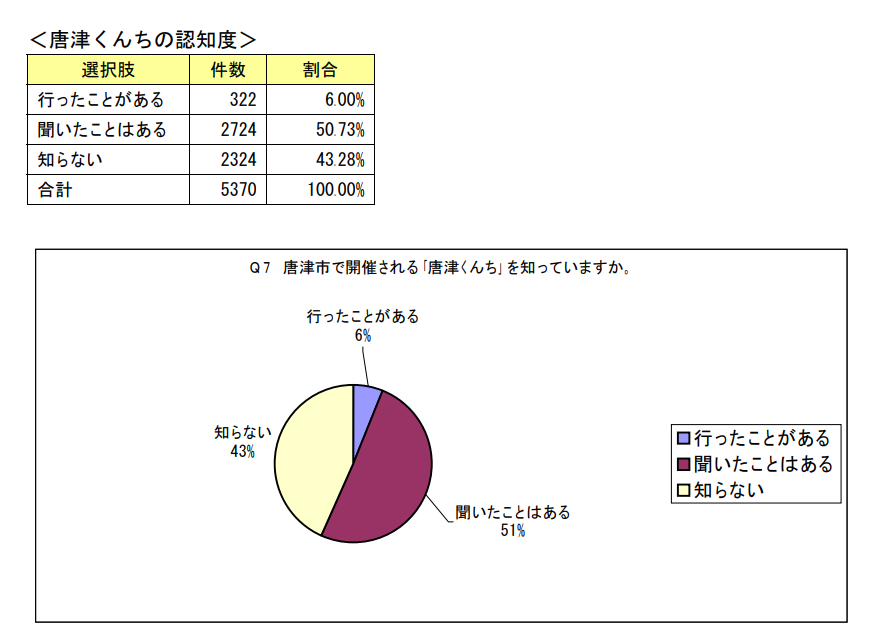 ＜唐津くんちの認知度＞
選択肢 件数 割合
行ったことがある 322 6.00%
聞いたことはある 2724 50.73%
知らない 2324 43.28%
合計 5370 100.00%
Q7 唐津市で開催される「唐津くんち」を知っていますか。
行ったことがある
6%
知らない
43%
聞いたことはある
51%
行ったことがある
聞いたことはある
知らない